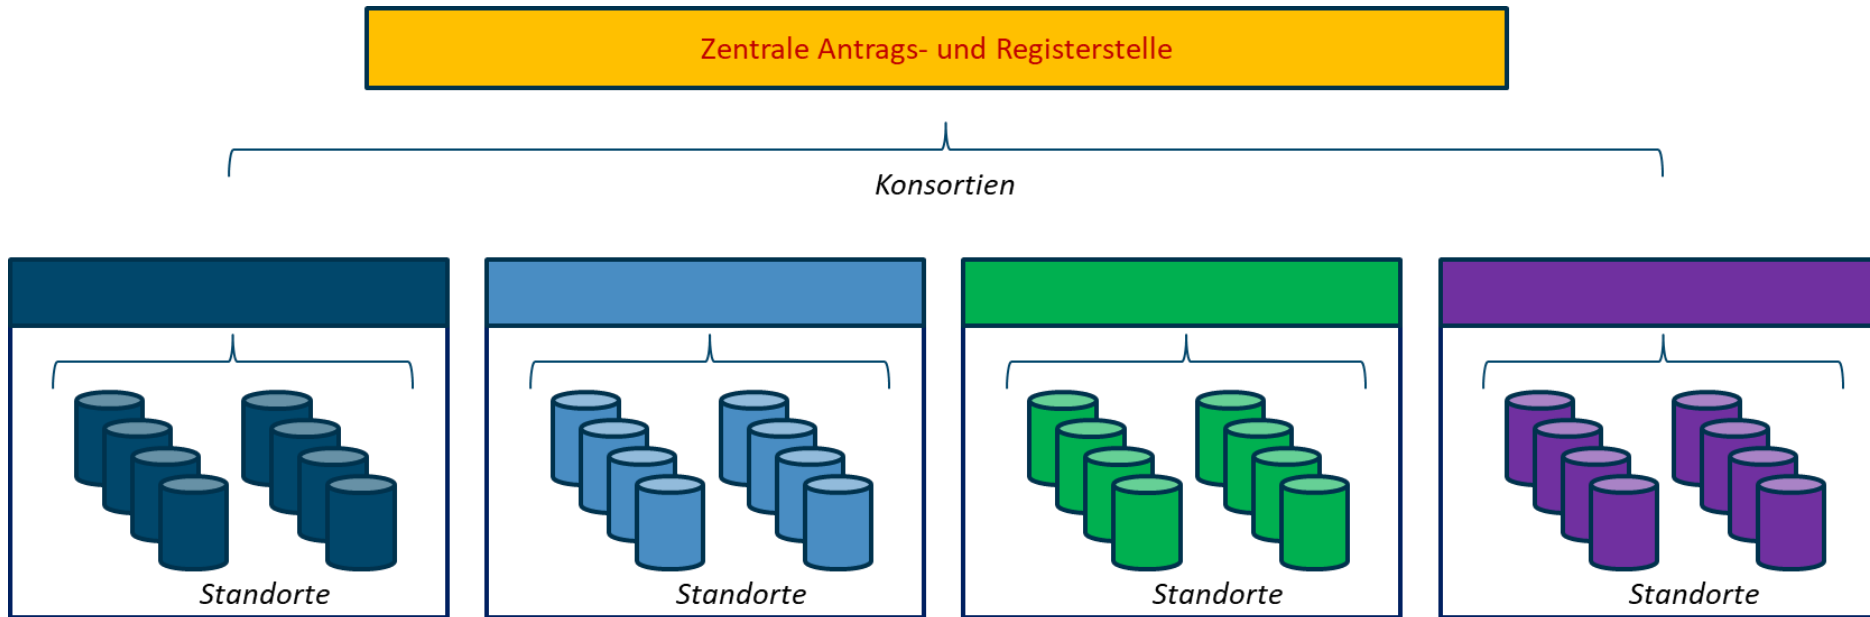 Zentrale Antrags- und Registerstelle
Konsortien
Standorte
Standorte
Standorte
Standorte